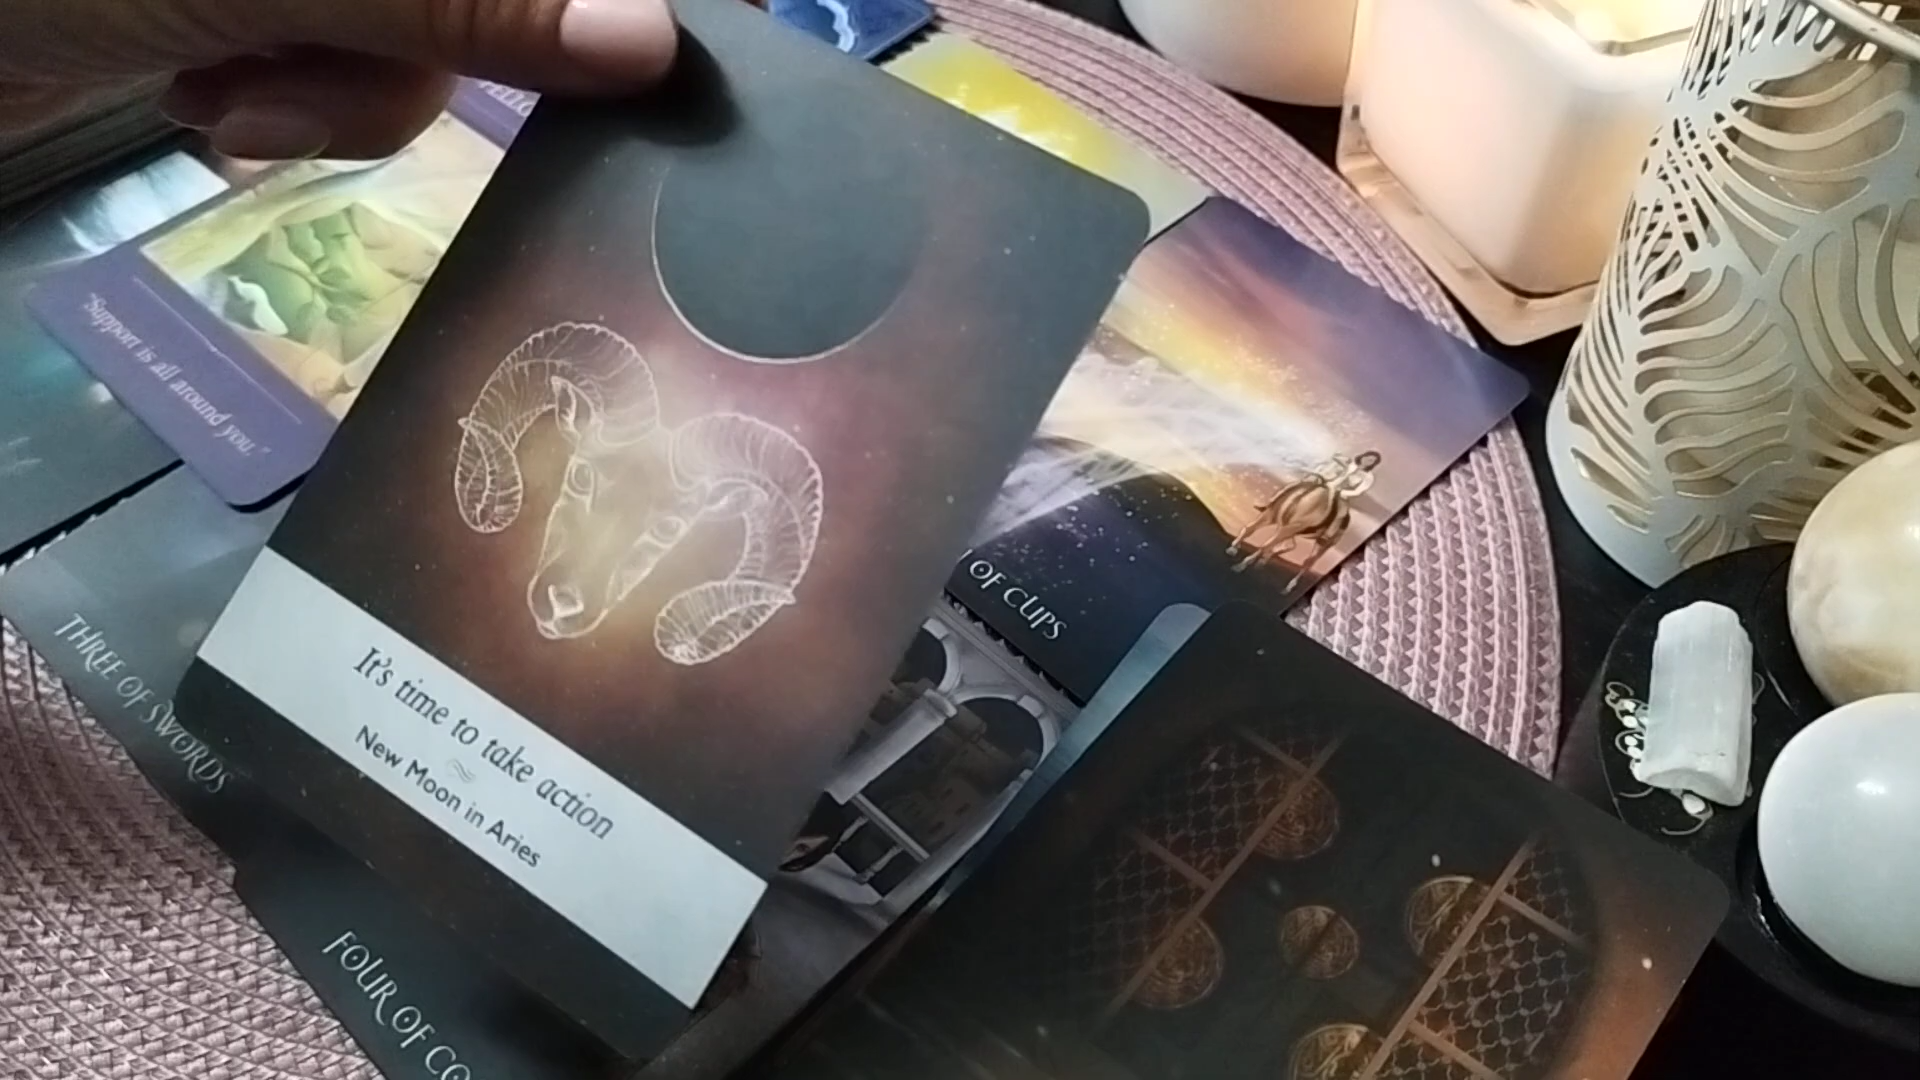 It's time to take action
New Moon in Aries
"Support is all around you."
THREE OF SWORDS
FOUR OF CO
OF CUPS